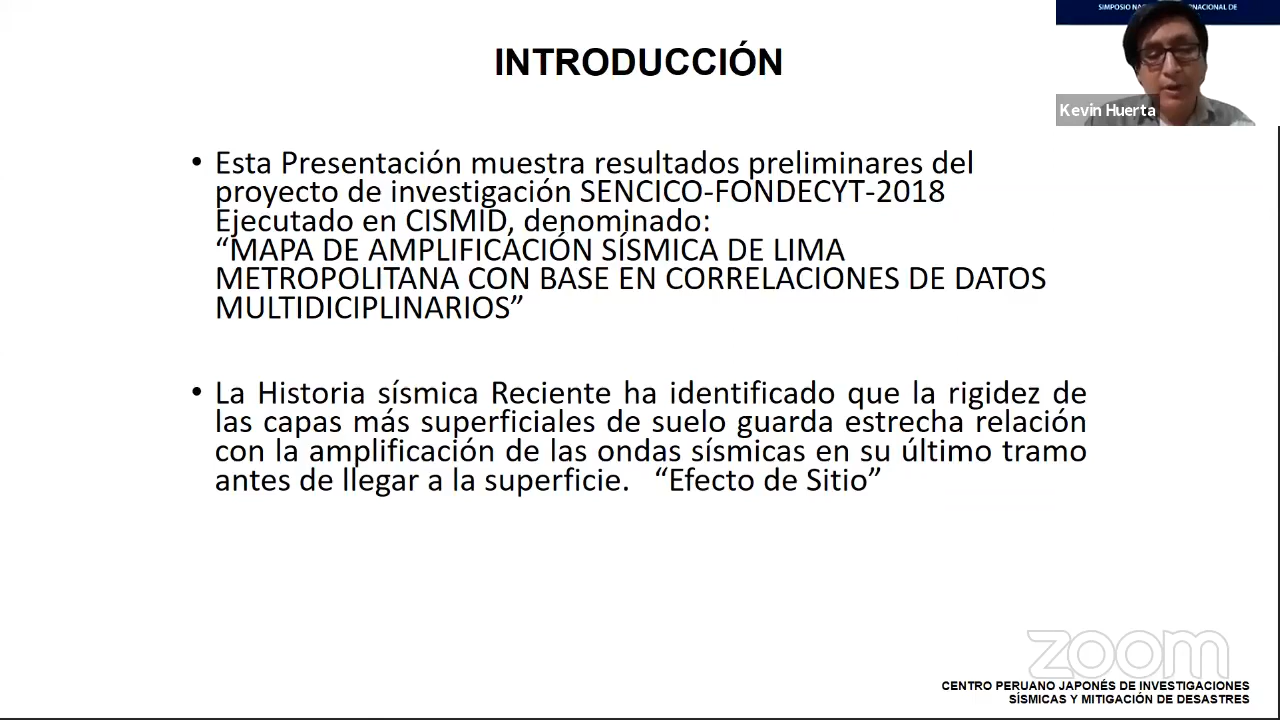 SIMPOSIO
INTRODUCCIÓN
Kevin Huerta
• Esta Presentación muestra resultados preliminares del
proyecto de investigación SENCICO-FONDECYT-2018
Ejecutado en CISMID, denominado:
“MAPA DE AMPLIFICACIÓN SÍSMICA DE LIMA
METROPOLITANA CON BASE EN CORRELACIONES DE DATOS
MULTIDICIPLINARIOS”
• La Historia sísmica Reciente ha identificado que la rigidez de
las capas más superficiales de suelo guarda estrecha relación
con la amplificación de las ondas sísmicas en su último tramo
antes de llegar a la superficie. “Efecto de Sitio”
zoom
CENTRO PERUANO JAPONÉS DE INVESTIGACIONES
SÍSMICAS Y MITIGACIÓN DE DESASTRES